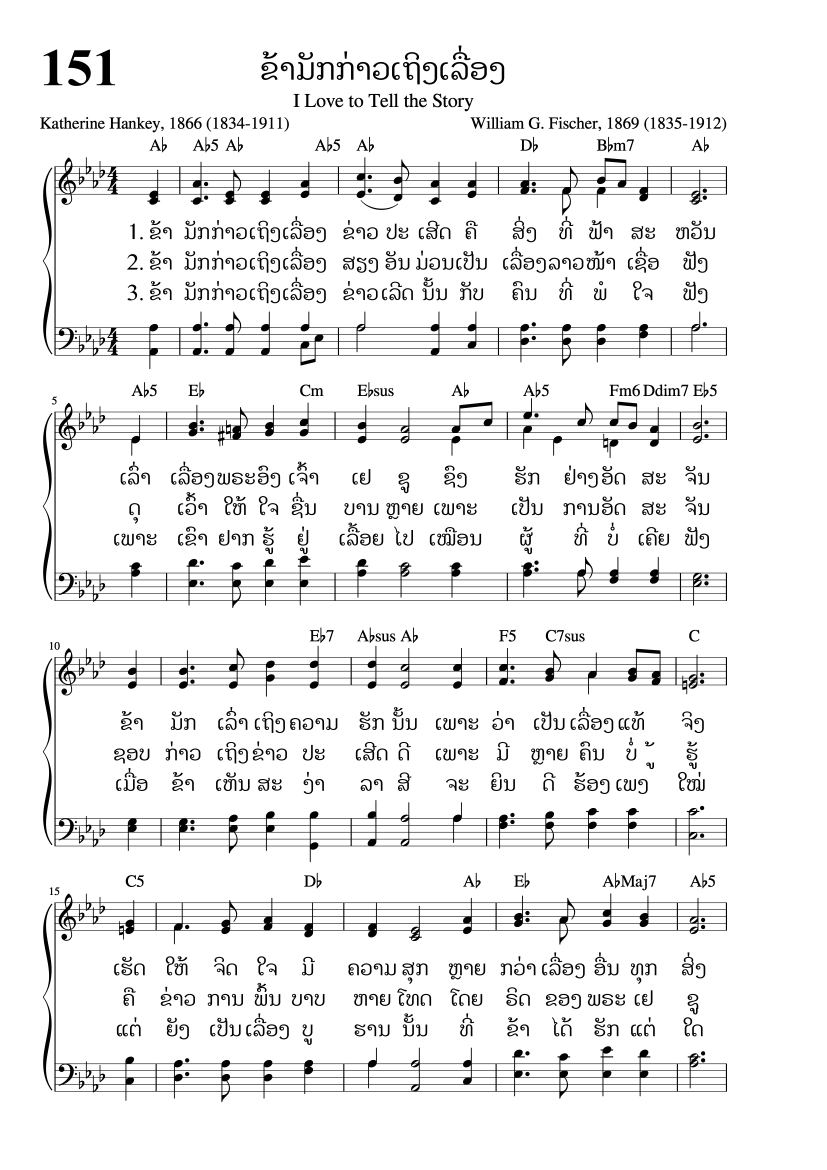 151
ຂ້ານັກກ່າວເຖິງເລື່ອງ
I Love to Tell the Story
Katherine Hankey, 1866 (1834-1911) William G. Fischer, 1869 (1835-1912)
A♭ A♭5 A♭ A♭5 A♭ D♭ B♭m7 A♭
1. ຂ້າ ມັກກ່າວເຖິງເລື່ອງ ຂ່າວ ປະ ເສີດ ຄື ສິ່ງ ທີ່ ຟ້າ ສະ ຫວັນ
2. ຂ້າ ມັກກ່າວເຖິງເລື່ອງ ສຽງ ອັນ ມ່ວນເປັນ ເລື່ອງລາວໜ້າ ເຊື່ອ ຟັງ
3. ຂ້າ ມັກກ່າວເຖິງເລື່ອງ ຂ່າວເລີດ ນັ້ນ ກັບ ຄົນ ທີ່ ພໍ ໃຈ ຟັງ
5 A♭5 E♭ Cm E♭sus A♭ A♭5 Fm6 Ddim7 E♭5
ເລົ່າ ເລື່ອງພຣະອົງ ເຈົ້າ ເຢ ຊູ ຊົງ ຮັກ ຢ່າງອັດ ສະ ຈັນ
ດຸ ເວົ້າ ໃຫ້ ໃຈ ຊື່ນ ບານ ຫຼາຍ ເພາະ ເປັນ ການອັດ ສະ ຈັນ
ເພາະ ເຂົາ ຢາກ ຮູ້ ຢູ່ ເລື້ອຍ ໄປ ເໝືອນ ຜູ້ ທີ່ ບໍ່ ເຄີຍ ຟັງ
10 E♭7 A♭sus A♭ F5 C7sus C
ຂ້າ ມັກ ເລົ່າ ເຖິງຄວາມ ຮັກ ນັ້ນ ເພາະ ວ່າ ເປັນ ເລື່ອງ ແທ້ ຈິງ
ຊອບ ກ່າວ ເຖິງຂ່າວ ປະ ເສີດ ດີ ເພາະ ມີ ຫຼາຍ ຄົນ ບໍ່ ຮູ້
ເມື່ອ ຂ້າ ເຫັນ ສະ ງ່າ ລາ ສີ ຈະ ຍິນ ດີ ຮ້ອງ ເພງ ໃໝ່
15 C5 D♭ A♭ E♭ A♭Maj7 A♭5
ເຮັດ ໃຫ້ ຈິດ ໃຈ ມີ ຄວາມ ສຸກ ຫຼາຍ ກວ່າ ເລື່ອງ ອື່ນ ທຸກ ສິ່ງ
ຄື ຂ່າວ ການ ພົ້ນ ບາບ ຫາຍ ໂທດ ໂດຍ ຣິດ ຂອງ ພຣະ ເຢ ຊູ
ແຕ່ ຍັງ ເປັນ ເລື່ອງ ບູ ຮານ ນັ້ນ ທີ່ ຂ້າ ໄດ້ ຮັກ ແຕ່ ໃດ